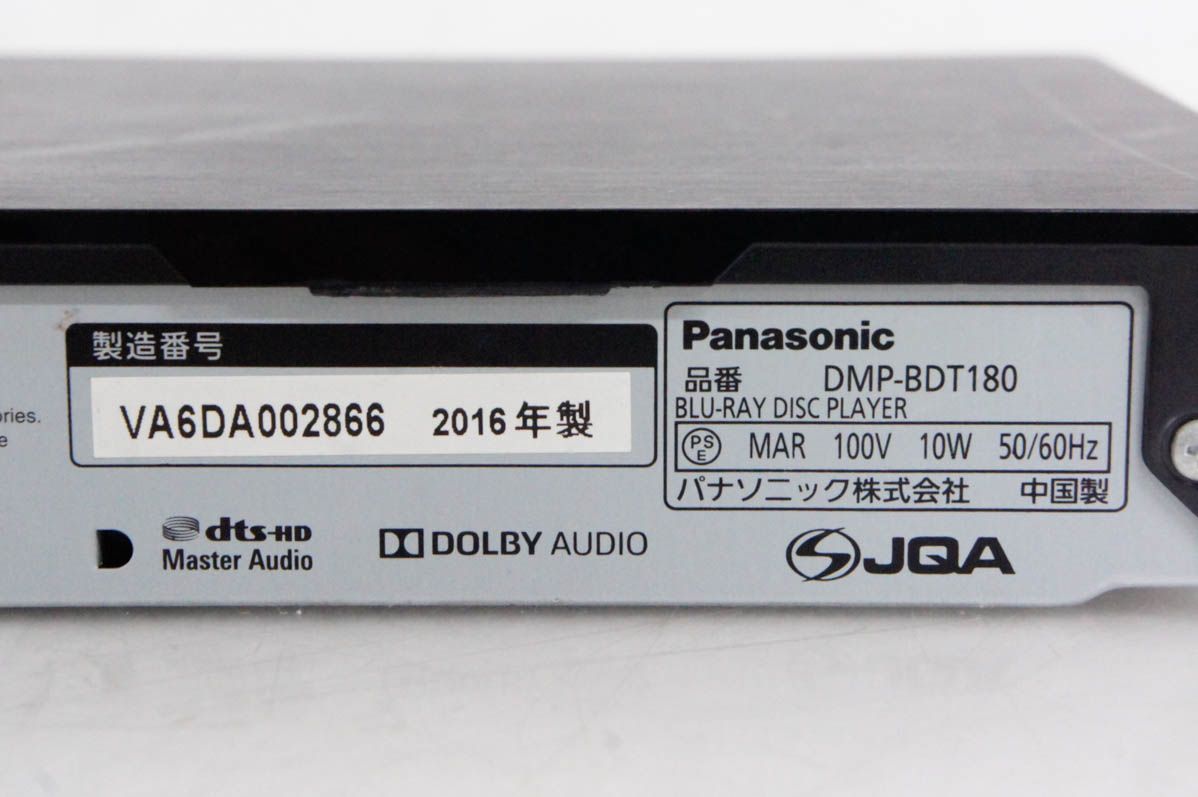 製造番号
VA6DA002866 2016年製
ories.
e
Panasonic
品番 DMP-BDT180
BLU-RAY DISC PLAYER
PSE MAR 100V 10W 50/60Hz
パナソニック株式会社 中国製
dts-HD
Master Audio
DOLBY AUDIO
JQA